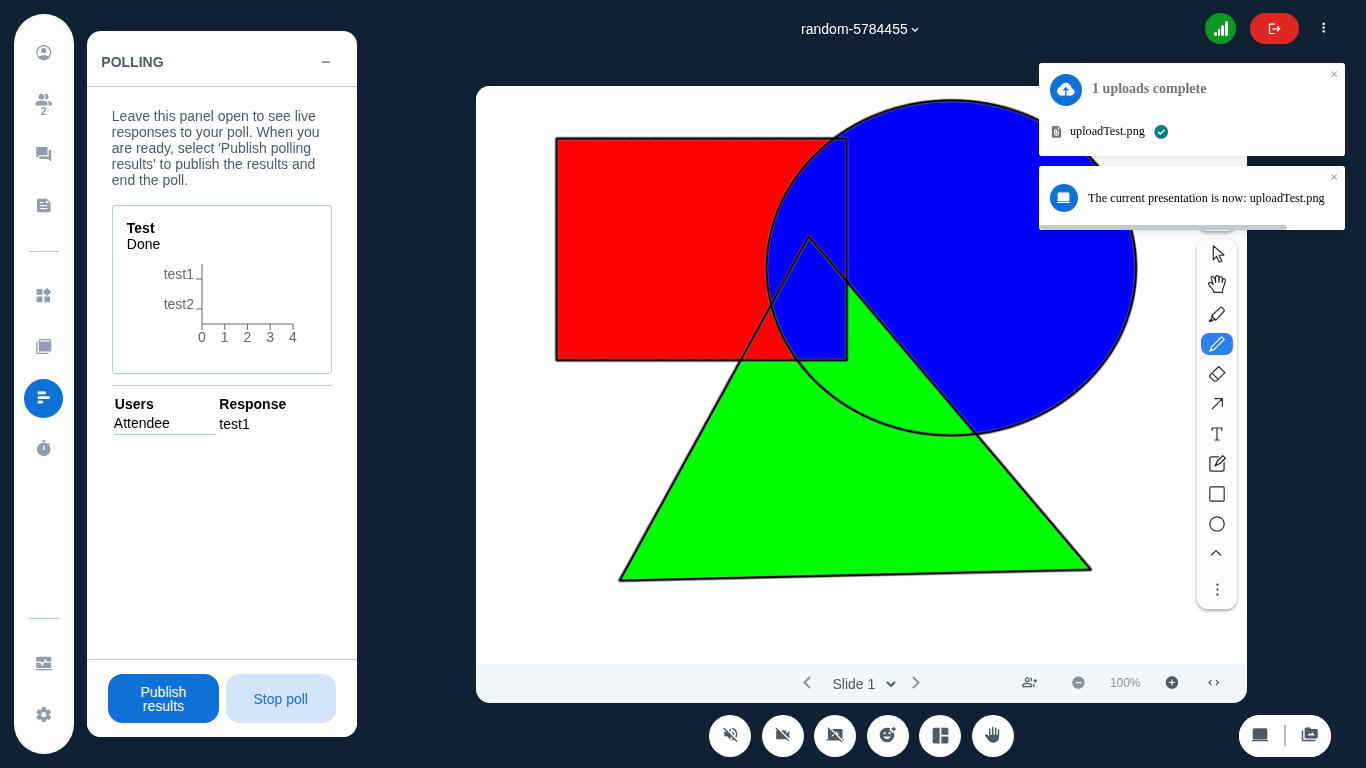 random-5784455
POLLING
2
Leave this panel open to see live
responses to your poll. When you
are ready, select 'Publish polling
results' to publish the results and
end the poll.
Test
Done
test1
test2
0 1 2 3 4
Users Response
Attendee test1
Publish
results
Stop poll
1 uploads complete
uploadTest.png
The current presentation is now: uploadTest.png
Slide 1
100%